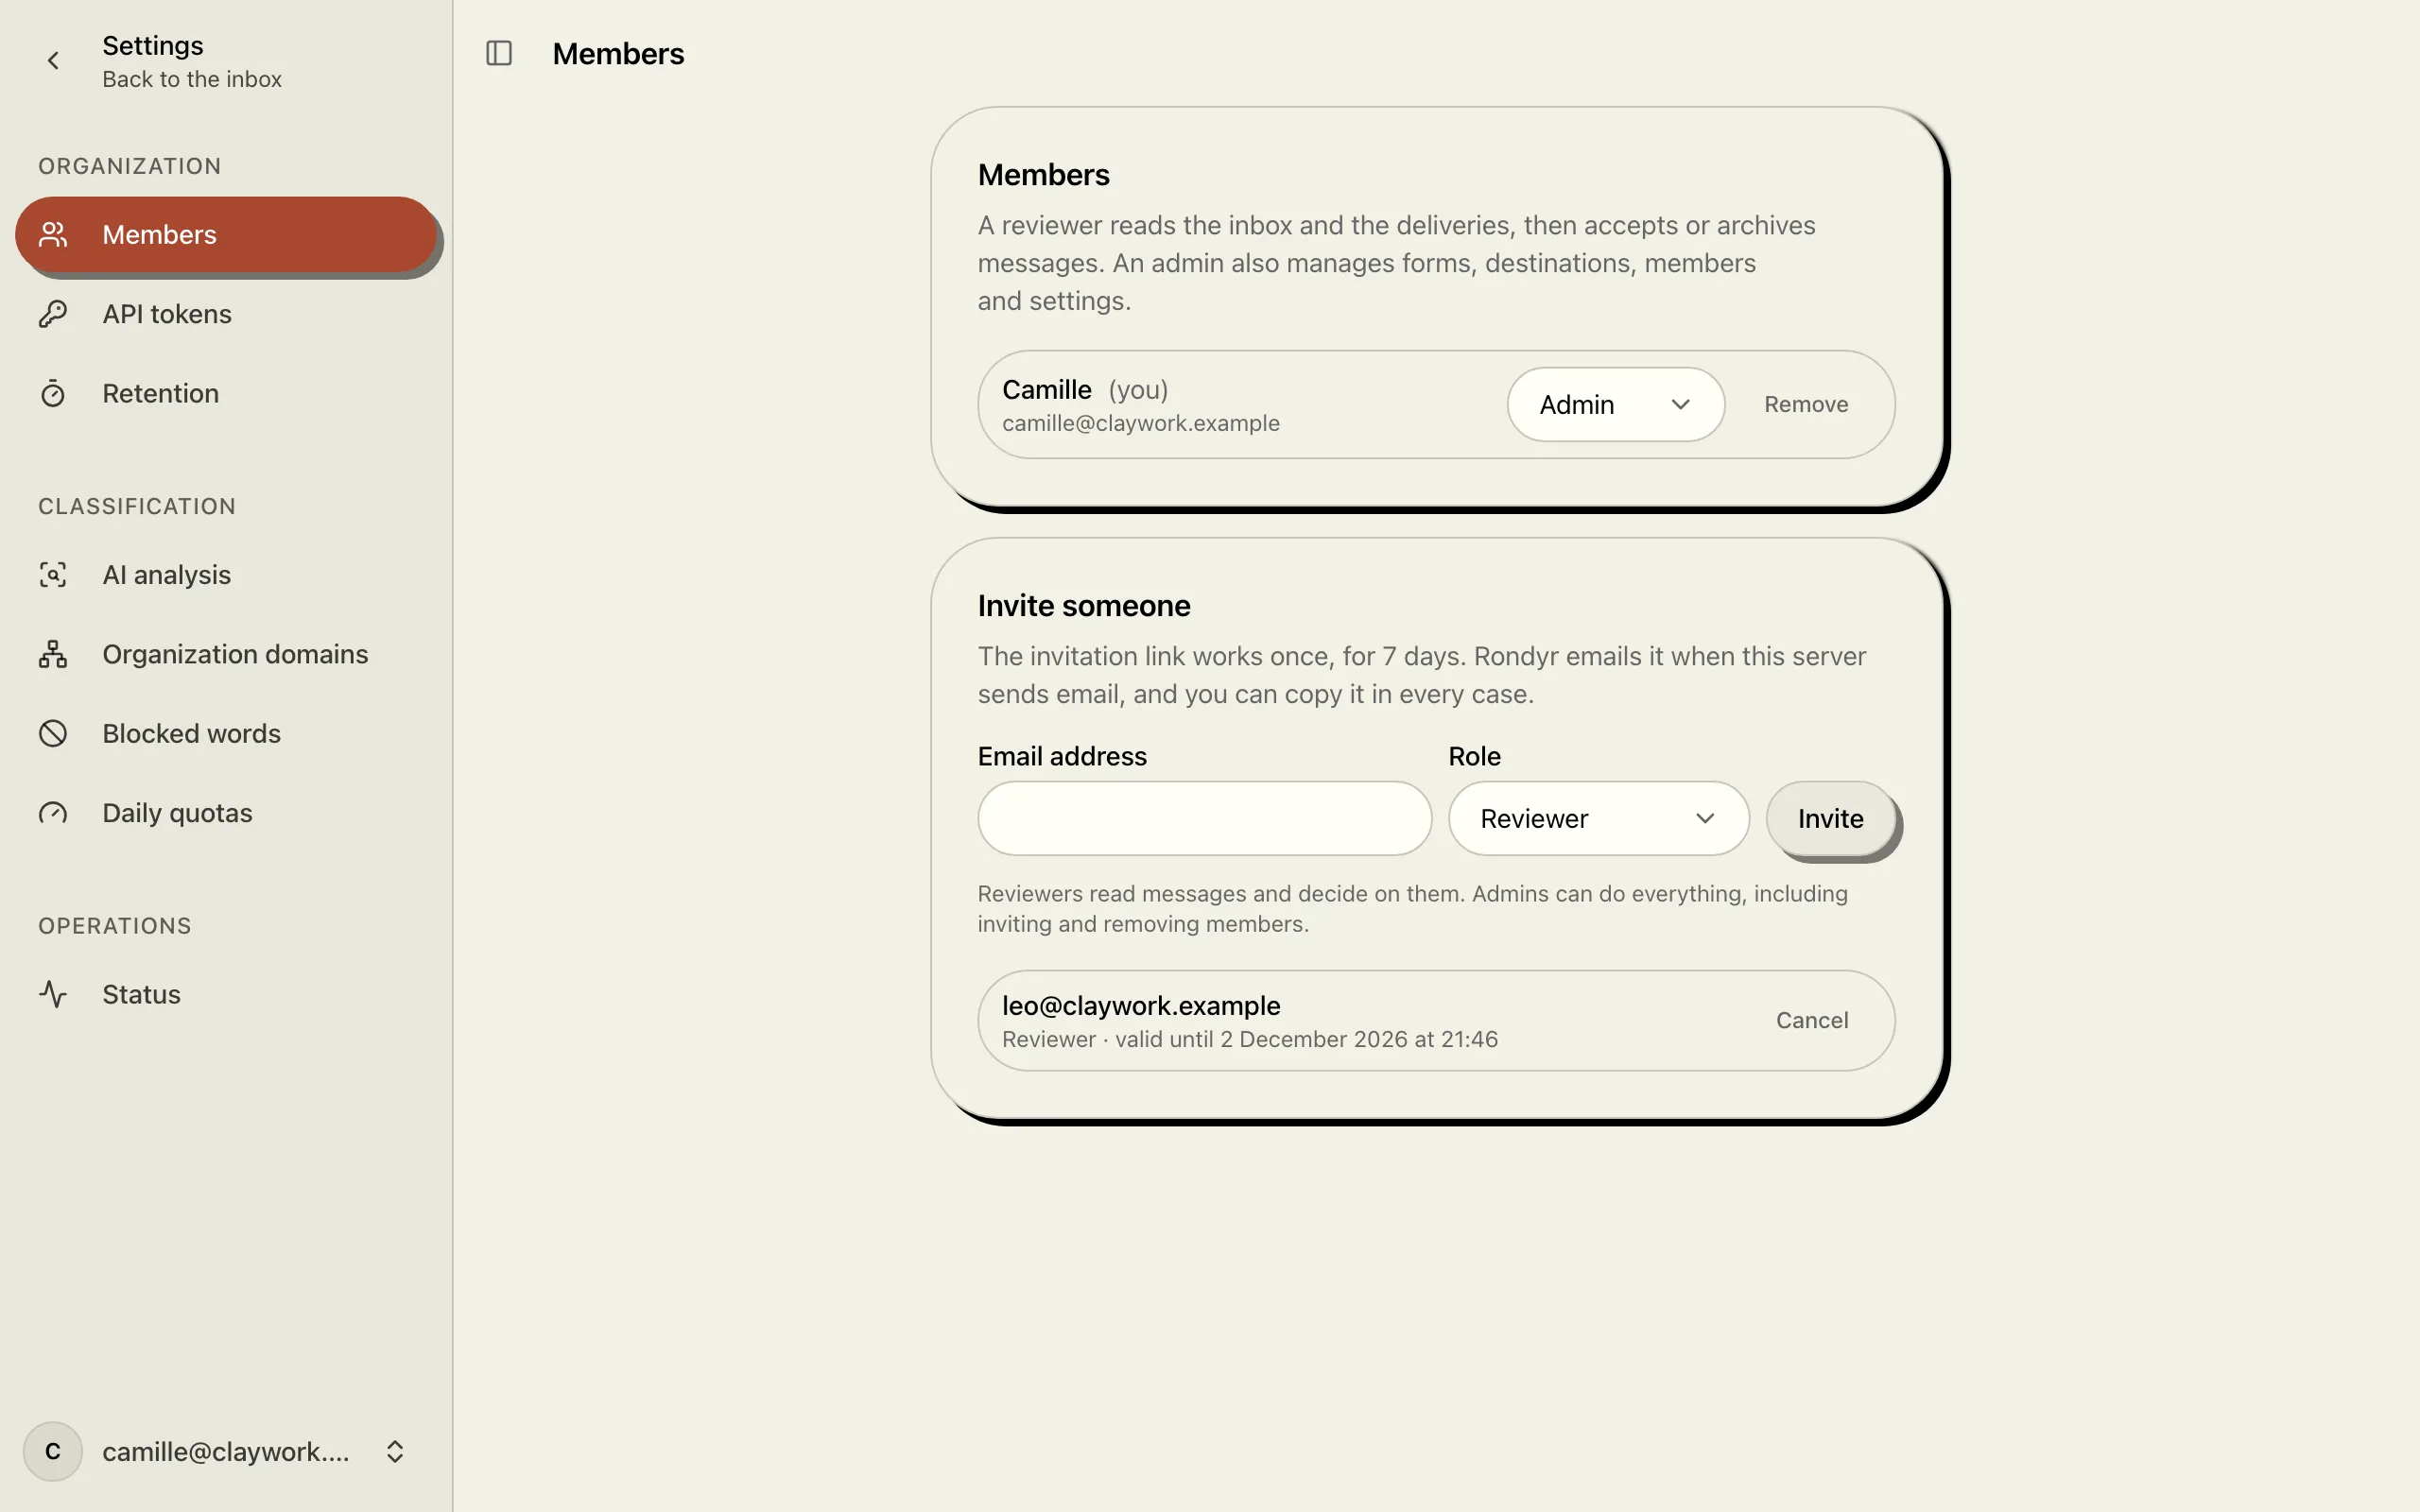 Settings
Back to the inbox
ORGANIZATION
Members
API tokens
Retention
CLASSIFICATION
AI analysis
Organization domains
Blocked words
Daily quotas
OPERATIONS
Status
C
camille@claywork....
Members
Members
A reviewer reads the inbox and the deliveries, then accepts or archives
messages. An admin also manages forms, destinations, members
and settings.
Camille (you)
camille@claywork.example
Admin
Remove
Invite someone
The invitation link works once, for 7 days. Rondyr emails it when this server
sends email, and you can copy it in every case.
Email address
Role
Reviewer
Invite
Reviewers read messages and decide on them. Admins can do everything, including
inviting and removing members.
leo@claywork.example
Reviewer · valid until 2 December 2026 at 21:46
Cancel